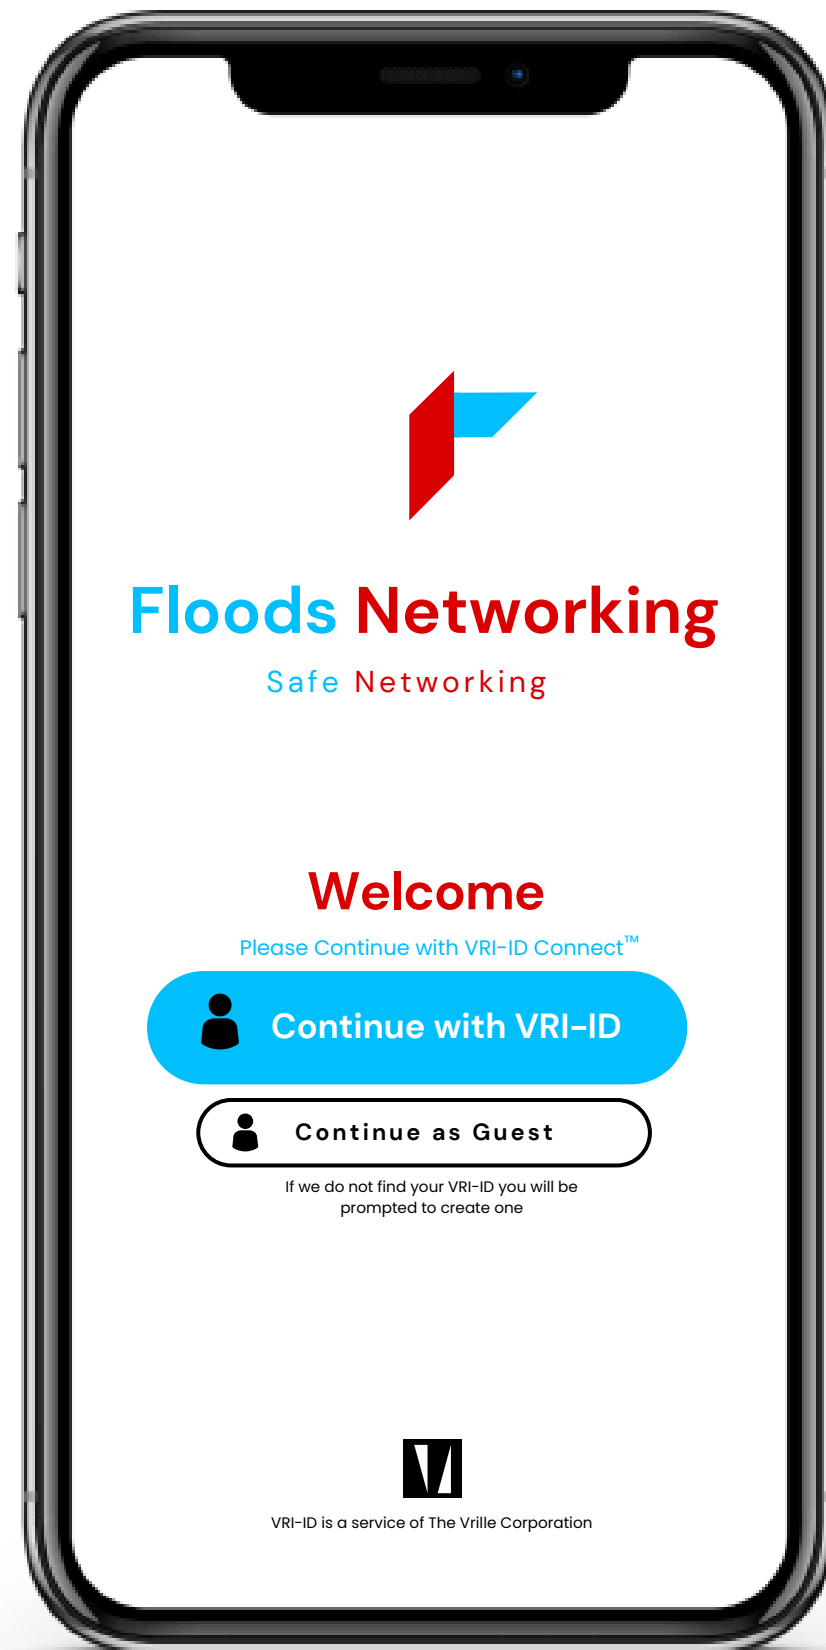 Floods Networking
Safe Networking
Welcome
Please Continue with VRI-ID Connect™
Continue with VRI-ID
Continue as Guest
If we do not find your VRI-ID you will be
prompted to create one
VRI-ID is a service of The Vrille Corporation